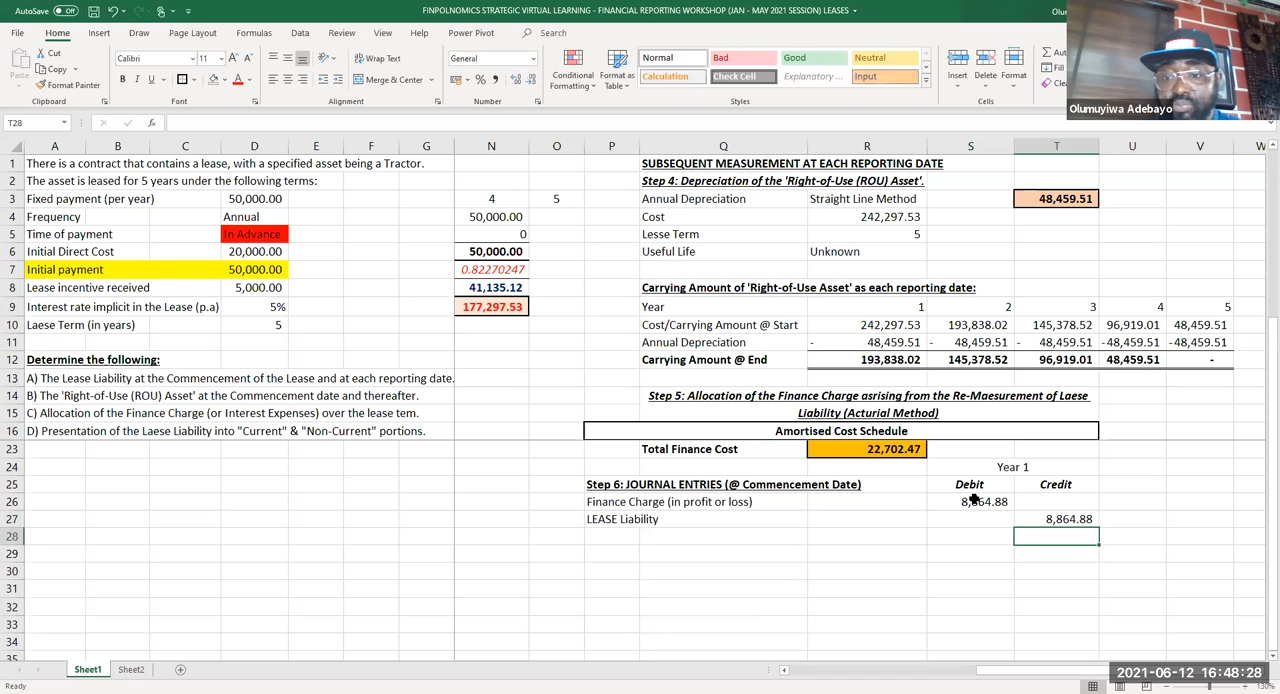 AutoSave Off FINPOLNOMICS STRATEGIC VIRTUAL LEARNING - FINANCIAL REPORTING WORKSHOP (JAN - MAY 2021 SESSION) LEASES
File Home Insert Draw Page Layout Formulas Data Review View Help Power Pivot Search
Paste Cut Copy Format Painter Calibri 11 A A B I U A Wrap Text Merge & Center General % Conditional Formatting Format as Table Normal Bad Good Neutral Calculation Check Cell Explanatory ... Input Insert Delete Format
Clipboard Font Alignment Number Styles Cells
Olumuyiwa Adebayo
T28 fx
A B C D E F G N O P Q R S T U V W
1 There is a contract that contains a lease, with a specified asset being a Tractor. SUBSEQUENT MEASUREMENT AT EACH REPORTING DATE
2 The asset is leased for 5 years under the following terms: Step 4: Depreciation of the 'Right-of-Use (ROU) Asset'.
3 Fixed payment (per year) 50,000.00 4 5 Annual Depreciation Straight Line Method 48,459.51
4 Frequency Annual 50,000.00 Cost 242,297.53
5 Time of payment In Advance 0 Lesse Term 5
6 Initial Direct Cost 20,000.00 50,000.00 Useful Life Unknown
7 Initial payment 50,000.00 0.82270247
8 Lease incentive received 5,000.00 41,135.12 Carrying Amount of 'Right-of-Use Asset' as each reporting date:
9 Interest rate implicit in the Lease (p.a) 5% 177,297.53 Year 1 2 3 4 5
10 Laese Term (in years) 5 Cost/Carrying Amount @ Start 242,297.53 193,838.02 145,378.52 96,919.01 48,459.51
11 Annual Depreciation - 48,459.51 - 48,459.51 - 48,459.51 -48,459.51 -48,459.51
12 Determine the following: Carrying Amount @ End 193,838.02 145,378.52 96,919.01 48,459.51 -
13 A) The Lease Liability at the Commencement of the Lease and at each reporting date.
14 B) The 'Right-of-Use (ROU) Asset' at the Commencement date and thereafter. Step 5: Allocation of the Finance Charge asrising from the Re-Maesurement of Laese
15 C) Allocation of the Finance Charge (or Interest Expenses) over the lease tem. Liability (Acturial Method)
16 D) Presentation of the Laese Liability into "Current" & "Non-Current" portions. Amortised Cost Schedule
23 Total Finance Cost 22,702.47
24 Year 1
25 Step 6: JOURNAL ENTRIES (@ Commencement Date) Debit Credit
26 Finance Charge (in profit or loss) 8,864.88
27 LEASE Liability 8,864.88
28
29
30
31
32
33
34
35
Sheet1 Sheet2
2021-06-12 16:48:28
Ready 130%